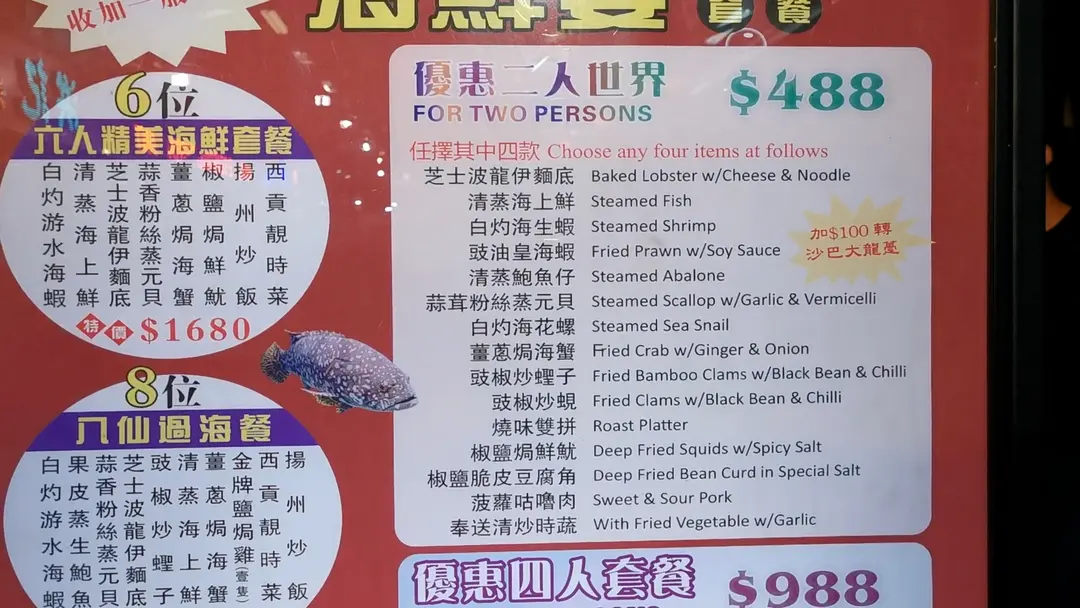 收加一服
海鮮宴 套餐
6位
六人精美海鮮套餐
白灼游水海蝦
清蒸海上鮮
芝士波龍伊麵底
蒜香粉絲蒸元貝
薑蔥焗海蟹
椒鹽焗鮮魷
揚州炒飯
西貢靚時菜
特價 $1680
8位
八仙過海餐
白灼游水海蝦
果皮蒸生鮑魚
蒜香粉絲蒸元貝
芝士波龍伊麵底
豉椒炒蟶子
清蒸海上鮮
薑蔥焗海蟹
金牌鹽焗雞(壹隻)
西貢靚時菜
揚州炒飯
優惠二人世界 $488
FOR TWO PERSONS
任擇其中四款 Choose any four items at follows
芝士波龍伊麵底 Baked Lobster w/Cheese & Noodle
清蒸海上鮮 Steamed Fish
白灼海生蝦 Steamed Shrimp
豉油皇海蝦 Fried Prawn w/Soy Sauce
加$100 轉
沙巴大龍躉
清蒸鮑魚仔 Steamed Abalone
蒜茸粉絲蒸元貝 Steamed Scallop w/Garlic & Vermicelli
白灼海花螺 Steamed Sea Snail
薑蔥焗海蟹 Fried Crab w/Ginger & Onion
豉椒炒蟶子 Fried Bamboo Clams w/Black Bean & Chilli
豉椒炒蜆 Fried Clams w/Black Bean & Chilli
燒味雙拼 Roast Platter
椒鹽焗鮮魷 Deep Fried Squids w/Spicy Salt
椒鹽脆皮豆腐角 Deep Fried Bean Curd in Special Salt
菠蘿咕嚕肉 Sweet & Sour Pork
奉送清炒時蔬 With Fried Vegetable w/Garlic
優惠四人套餐 $988